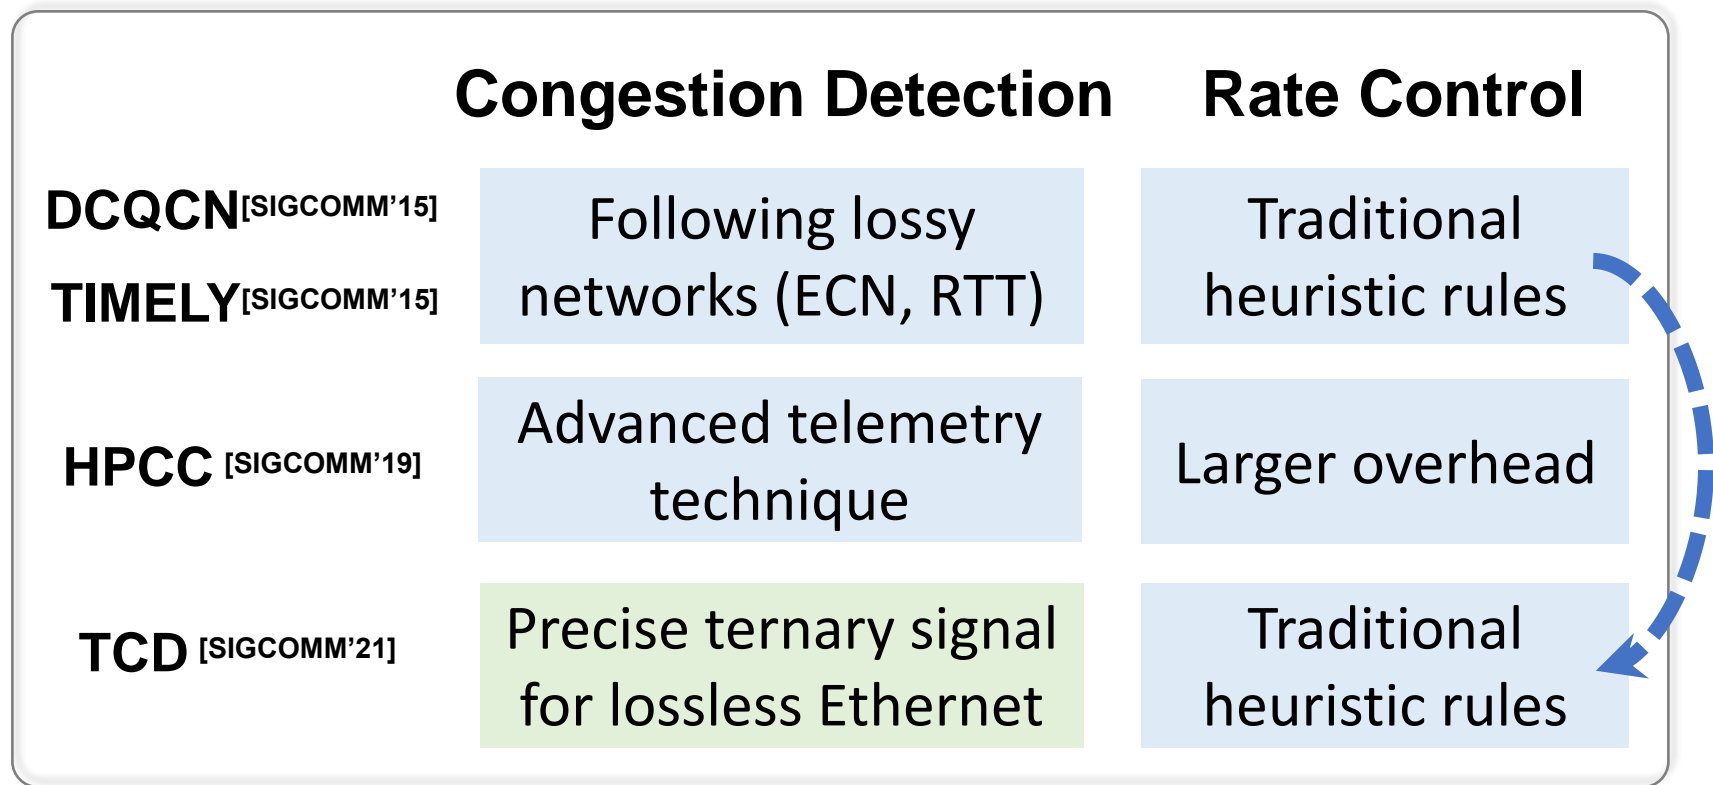 Congestion Detection Rate Control
DCQCN[SIGCOMM’15]
TIMELY[SIGCOMM’15]
Following lossy
networks (ECN, RTT)
Traditional
heuristic rules
HPCC [SIGCOMM’19]
Advanced telemetry
technique
Larger overhead
TCD [SIGCOMM’21]
Precise ternary signal
for lossless Ethernet
Traditional
heuristic rules